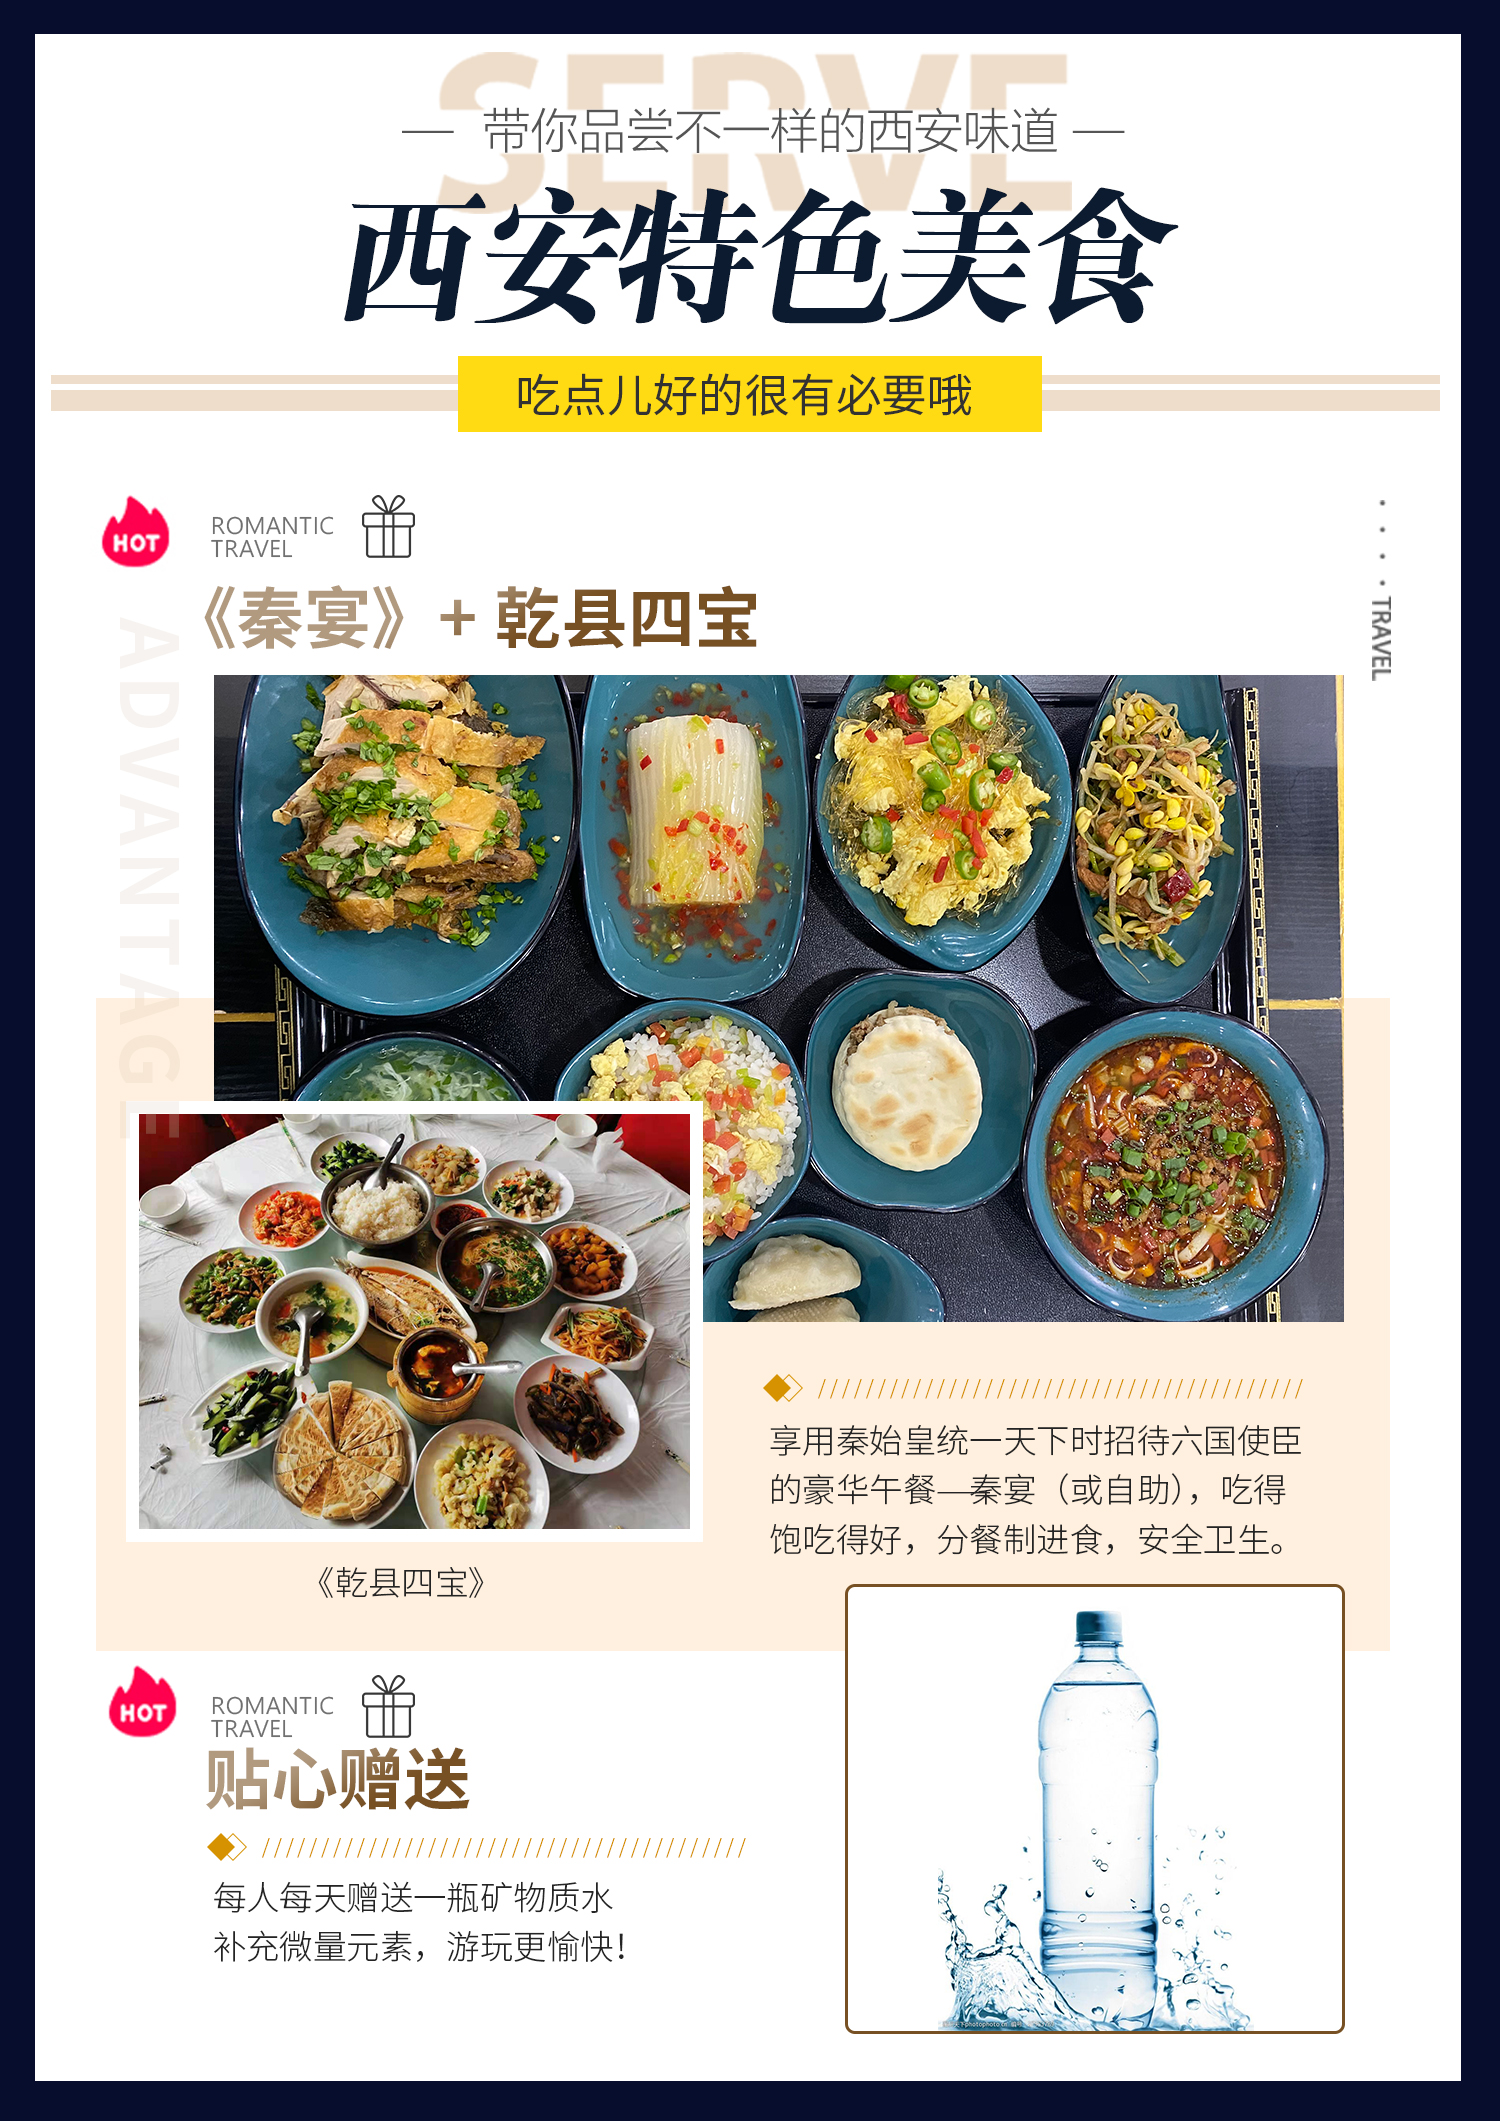 SERVE
— 带你品尝不一样的西安味道 —
西安特色美食
吃点儿好的很有必要哦
HOT
ROMANTIC
TRAVEL
TRAVEL
《秦宴》+ 乾县四宝
ADVANTAGE
享用秦始皇统一天下时招待六国使臣
的豪华午餐—秦宴（或自助），吃得
饱吃得好，分餐制进食，安全卫生。
《乾县四宝》
HOT
ROMANTIC
TRAVEL
贴心赠送
每人每天赠送一瓶矿物质水
补充微量元素，游玩更愉快！